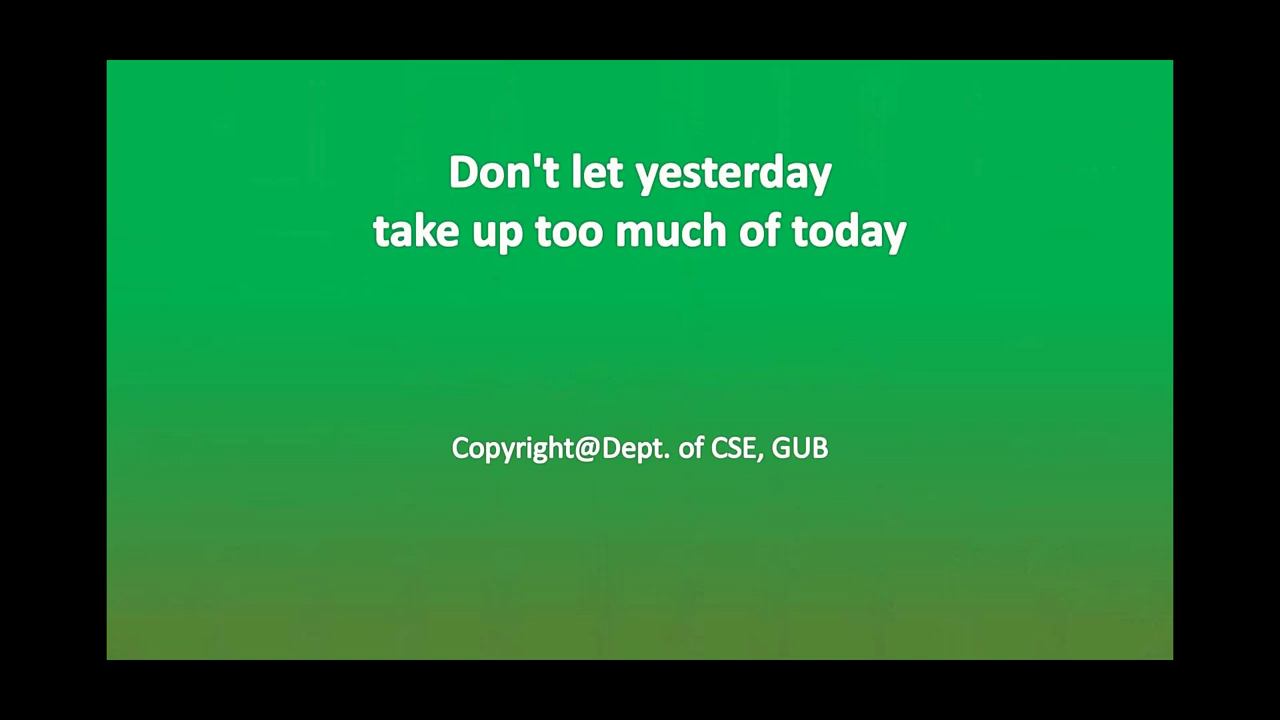 Don't let yesterday
take up too much of today
Copyright@Dept. of CSE, GUB